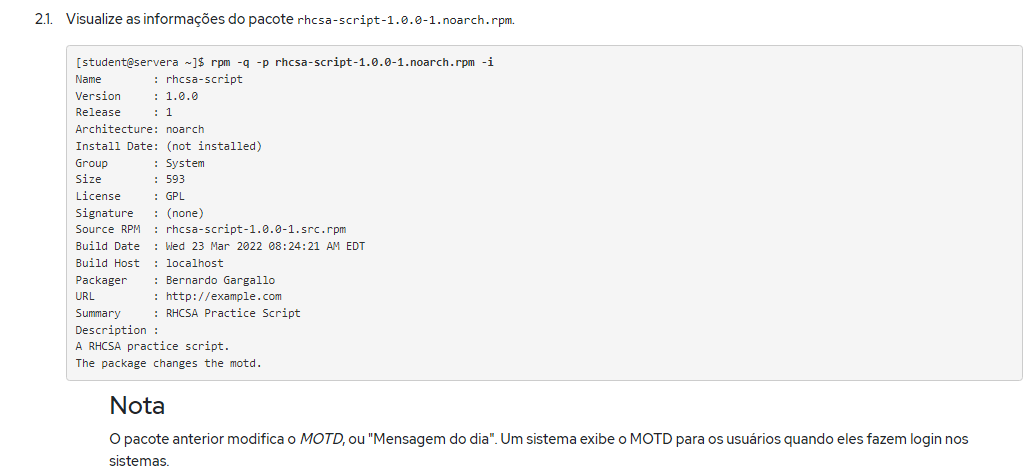 2.1. Visualize as informações do pacote rhcsa-script-1.0.0-1.noarch.rpm.
[student@servera ~]$ rpm -q -p rhcsa-script-1.0.0-1.noarch.rpm -i
Name        : rhcsa-script
Version     : 1.0.0
Release     : 1
Architecture: noarch
Install Date: (not installed)
Group       : System
Size        : 593
License     : GPL
Signature   : (none)
Source RPM  : rhcsa-script-1.0.0-1.src.rpm
Build Date  : Wed 23 Mar 2022 08:24:21 AM EDT
Build Host  : localhost
Packager    : Bernardo Gargallo
URL         : http://example.com
Summary     : RHCSA Practice Script
Description :
A RHCSA practice script.
The package changes the motd.
Nota
O pacote anterior modifica o MOTD, ou "Mensagem do dia". Um sistema exibe o MOTD para os usuários quando eles fazem login nos
sistemas.